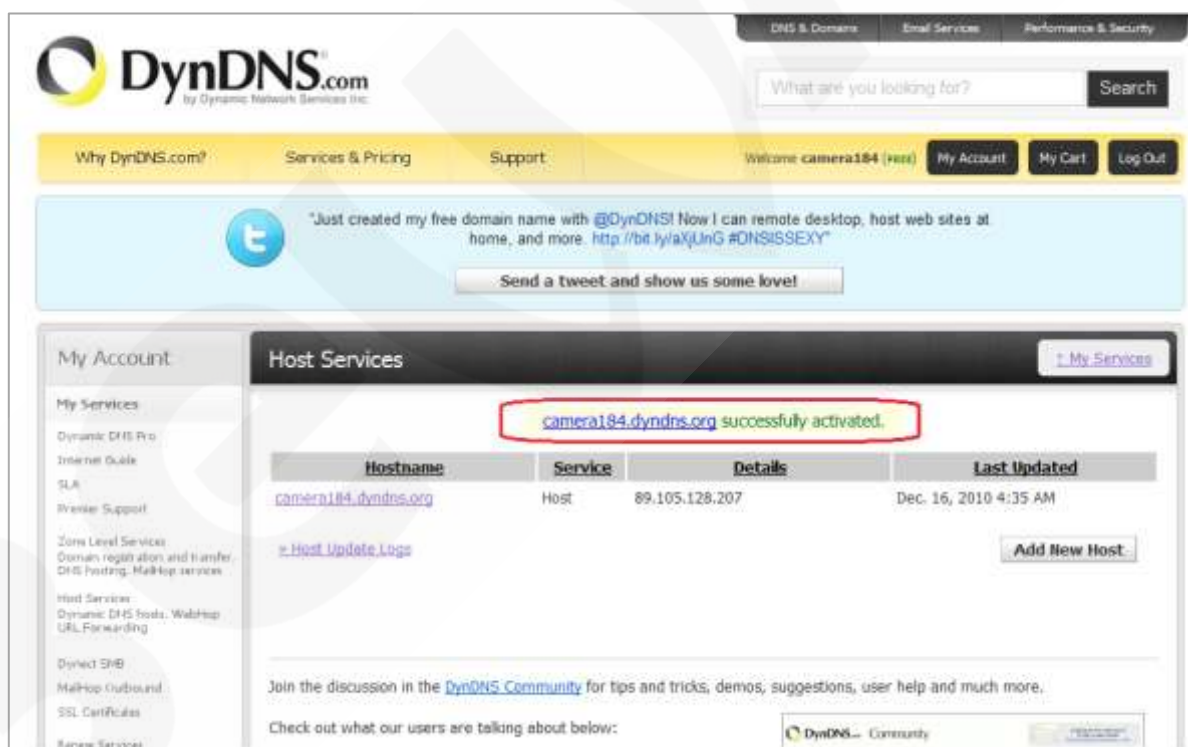 DNS & Domains Email Services Performance & Security
DynDNS.com
by Dynamic Network Services Inc.
What are you looking for? Search
Why DynDNS.com? Services & Pricing Support Welcome camera184 (FREE) My Account My Cart Log Out
"Just created my free domain name with @DynDNS! Now I can remote desktop, host web sites at
home, and more. http://bit.ly/aXjUnG #DNSISSEXY"
Send a tweet and show us some love!
My Account
My Services
Dynamic DNS Pro
Internet Guide
SLA
Premier Support
Zone Level Services
Domain registration and transfer,
DNS hosting, MailHop services
Host Services
Dynamic DNS hosts, WebHop
URL Forwarding
Dynect SMB
MailHop Outbound
SSL Certificates
Renew Services
Host Services
↑ My Services
camera184.dyndns.org successfully activated.
Hostname Service Details Last Updated
camera184.dyndns.org Host 89.105.128.207 Dec. 16, 2010 4:35 AM
» Host Update Logs Add New Host
Join the discussion in the DynDNS Community for tips and tricks, demos, suggestions, user help and much more.
Check out what our users are talking about below:
DynDNS Community